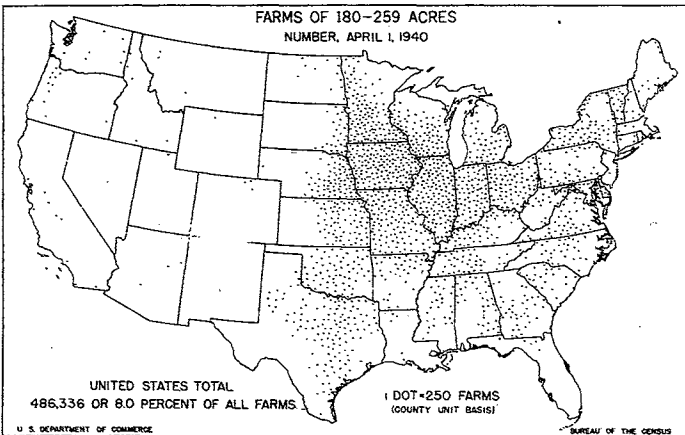 FARMS OF 180-259 ACRES
NUMBER, APRIL 1, 1940
UNITED STATES TOTAL
486,336 OR 8.0 PERCENT OF ALL FARMS
1 DOT=250 FARMS
(COUNTY UNIT BASIS)
U. S. DEPARTMENT OF COMMERCE
BUREAU OF THE CENSUS